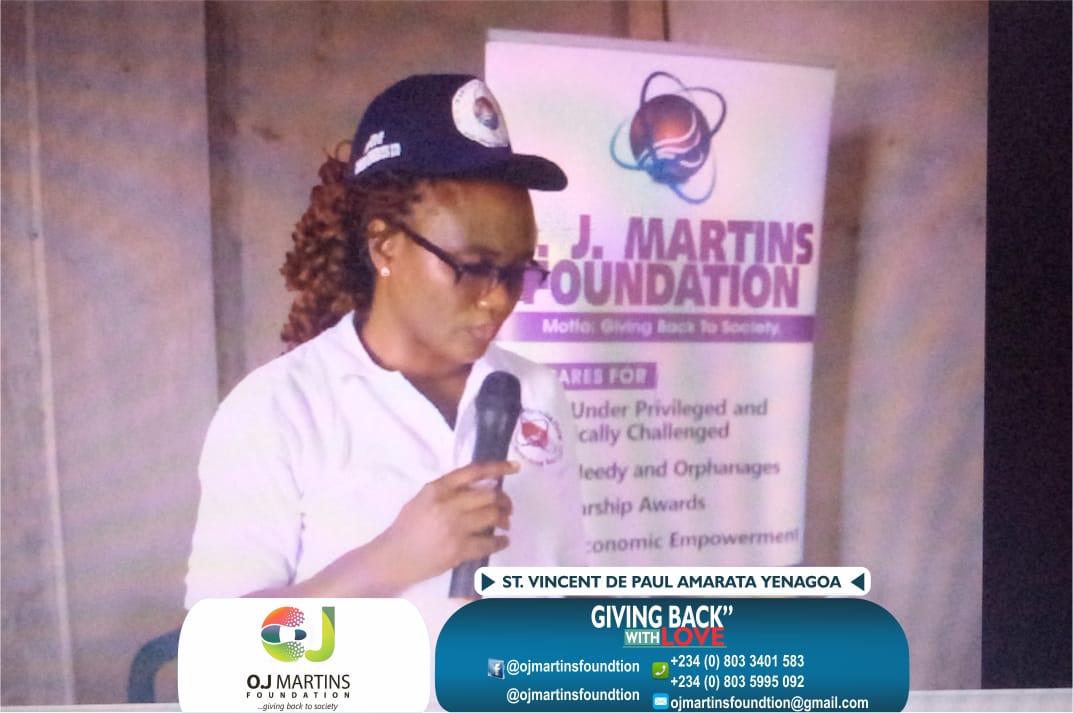 . J. MARTINS
FOUNDATION
Motto: Giving Back To Society.
CARES FOR
Under Privileged and
cally Challenged
Needy and Orphanages
arship Awards
conomic Empowerment
ST. VINCENT DE PAUL AMARATA YENAGOA
OJ
OJ MARTINS
FOUNDATION
...giving back to society
GIVING BACK”
WITH LOVE
@ojmartinsfoundtion
@ojmartinsfoundtion
+234 (0) 803 3401 583
+234 (0) 803 5995 092
ojmartinsfoundtion@gmail.com